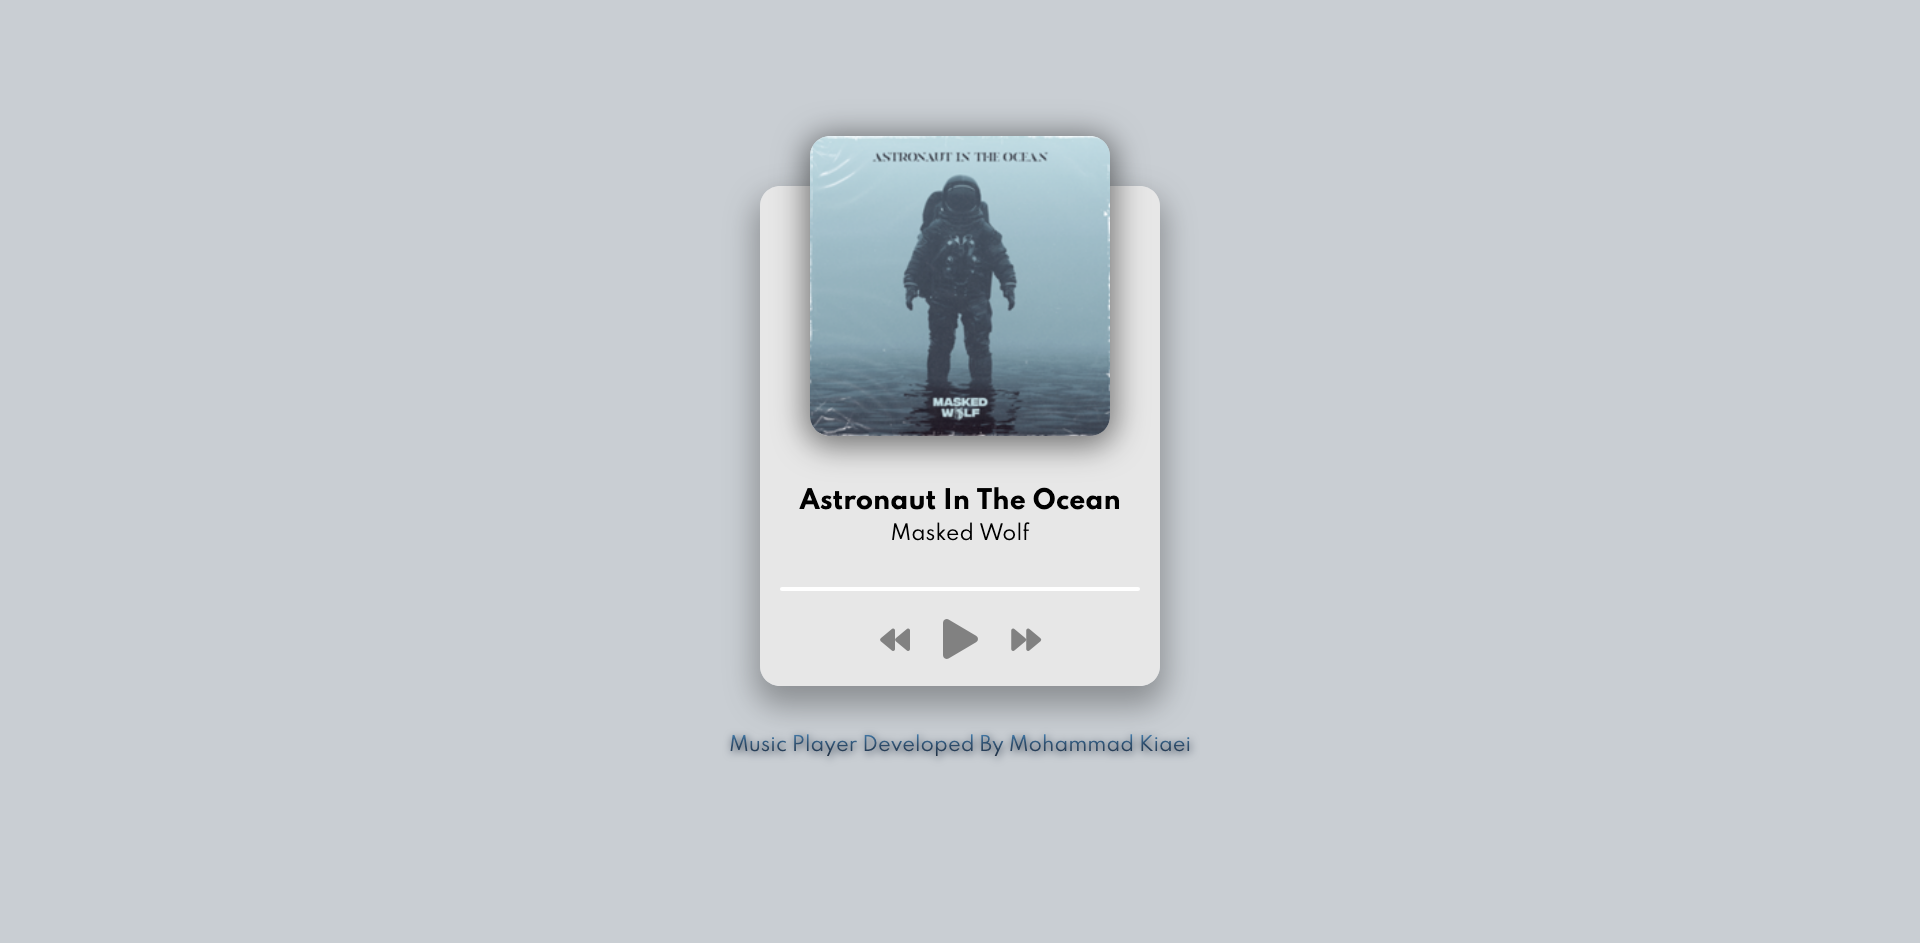 ASTRONAUT IN THE OCEAN
MASKED
WOLF
Astronaut In The Ocean
Masked Wolf
Music Player Developed By Mohammad Kiaei